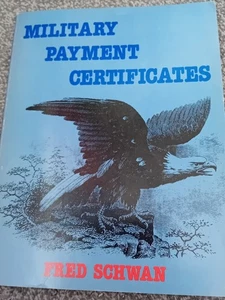 MILITARY
PAYMENT
CERTIFICATES
FRED SCHWAN